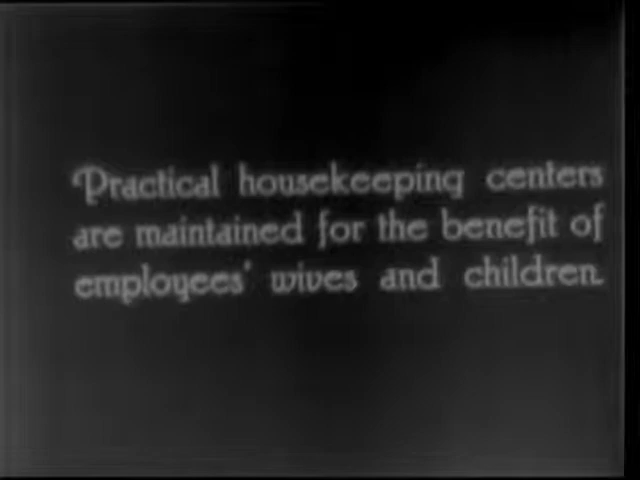 Practical housekeeping centers
are maintained for the benefit of
employees' wives and children.